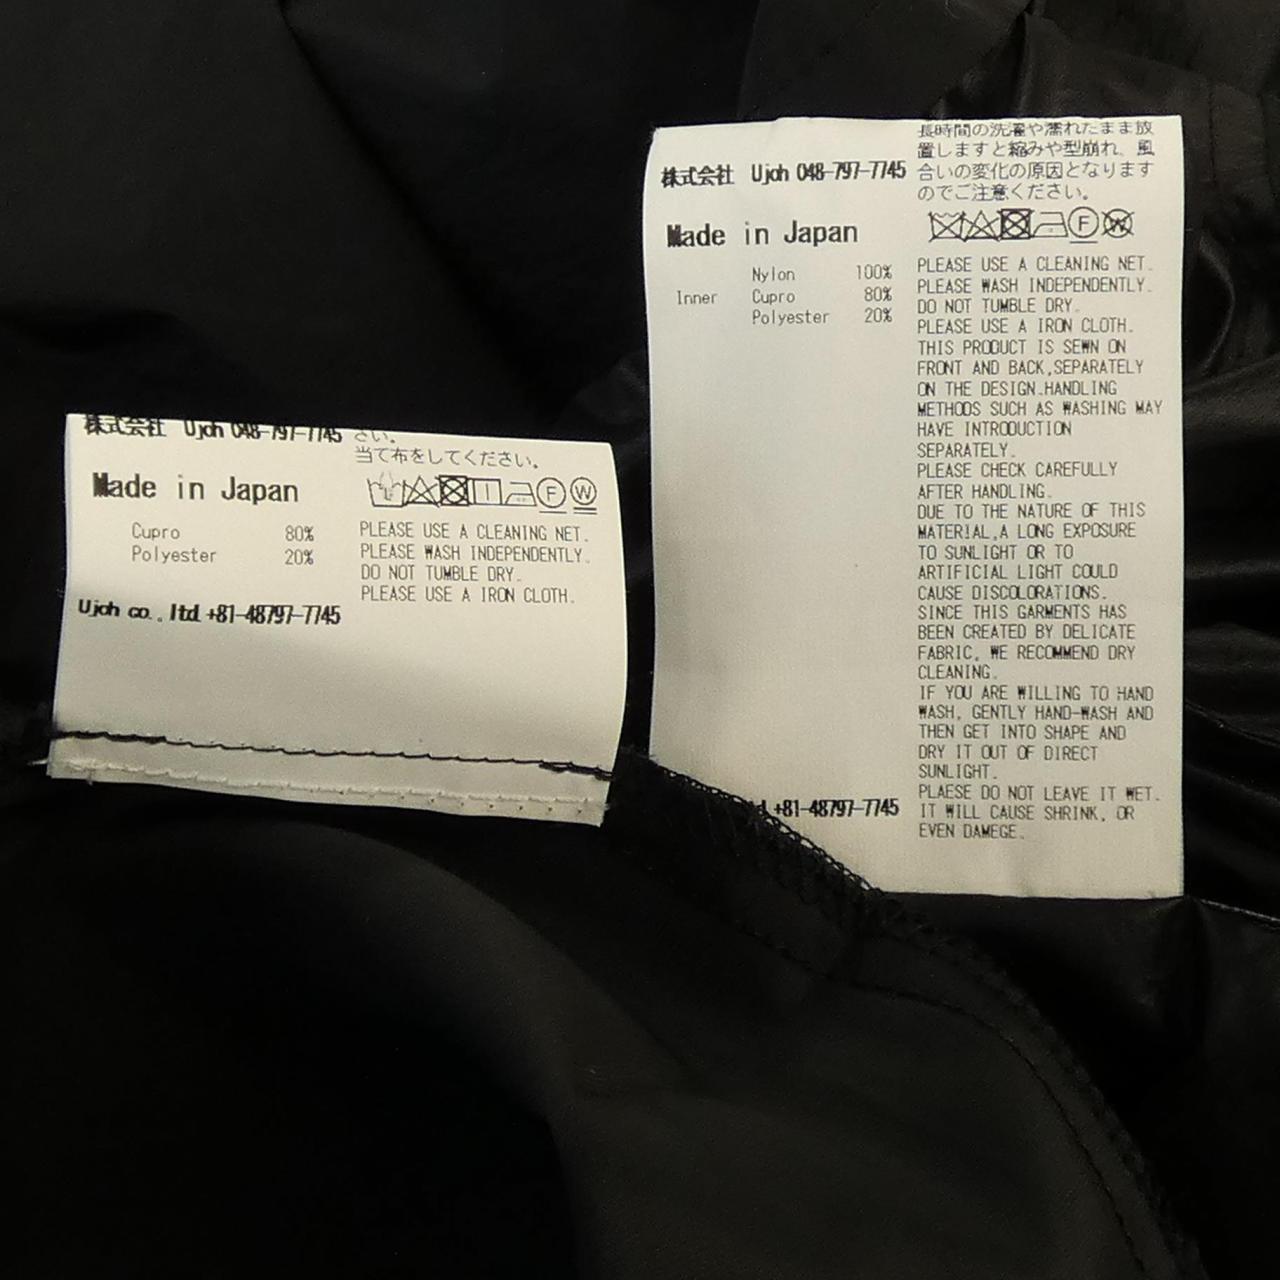 株式会社 Ujoh 048-797-7745
さい。
当て布をしてください。
Made in Japan
Cupro 80%
Polyester 20%
F W
PLEASE USE A CLEANING NET.
PLEASE WASH INDEPENDENTLY.
DO NOT TUMBLE DRY.
PLEASE USE A IRON CLOTH.
Ujoh co.,ltd.+81-48797-7745
株式会社 Ujoh 048-797-7745
Made in Japan
Nylon 100%
Inner Cupro 80%
Polyester 20%
+81-48797-7745
長時間の洗濯や濡れたまま放
置しますと縮みや型崩れ、風
合いの変化の原因となります
のでご注意ください。
F W
PLEASE USE A CLEANING NET.
PLEASE WASH INDEPENDENTLY.
DO NOT TUMBLE DRY.
PLEASE USE A IRON CLOTH.
THIS PRODUCT IS SEWN ON
FRONT AND BACK,SEPARATELY
ON THE DESIGN.HANDLING
METHODS SUCH AS WASHING MAY
HAVE INTRODUCTION
SEPARATELY.
PLEASE CHECK CAREFULLY
AFTER HANDLING.
DUE TO THE NATURE OF THIS
MATERIAL,A LONG EXPOSURE
TO SUNLIGHT OR TO
ARTIFICIAL LIGHT COULD
CAUSE DISCOLORATIONS.
SINCE THIS GARMENTS HAS
BEEN CREATED BY DELICATE
FABRIC, WE RECOMMEND DRY
CLEANING.
IF YOU ARE WILLING TO HAND
WASH, GENTLY HAND-WASH AND
THEN GET INTO SHAPE AND
DRY IT OUT OF DIRECT
SUNLIGHT.
PLAESE DO NOT LEAVE IT WET.
IT WILL CAUSE SHRINK, OR
EVEN DAMEGE.